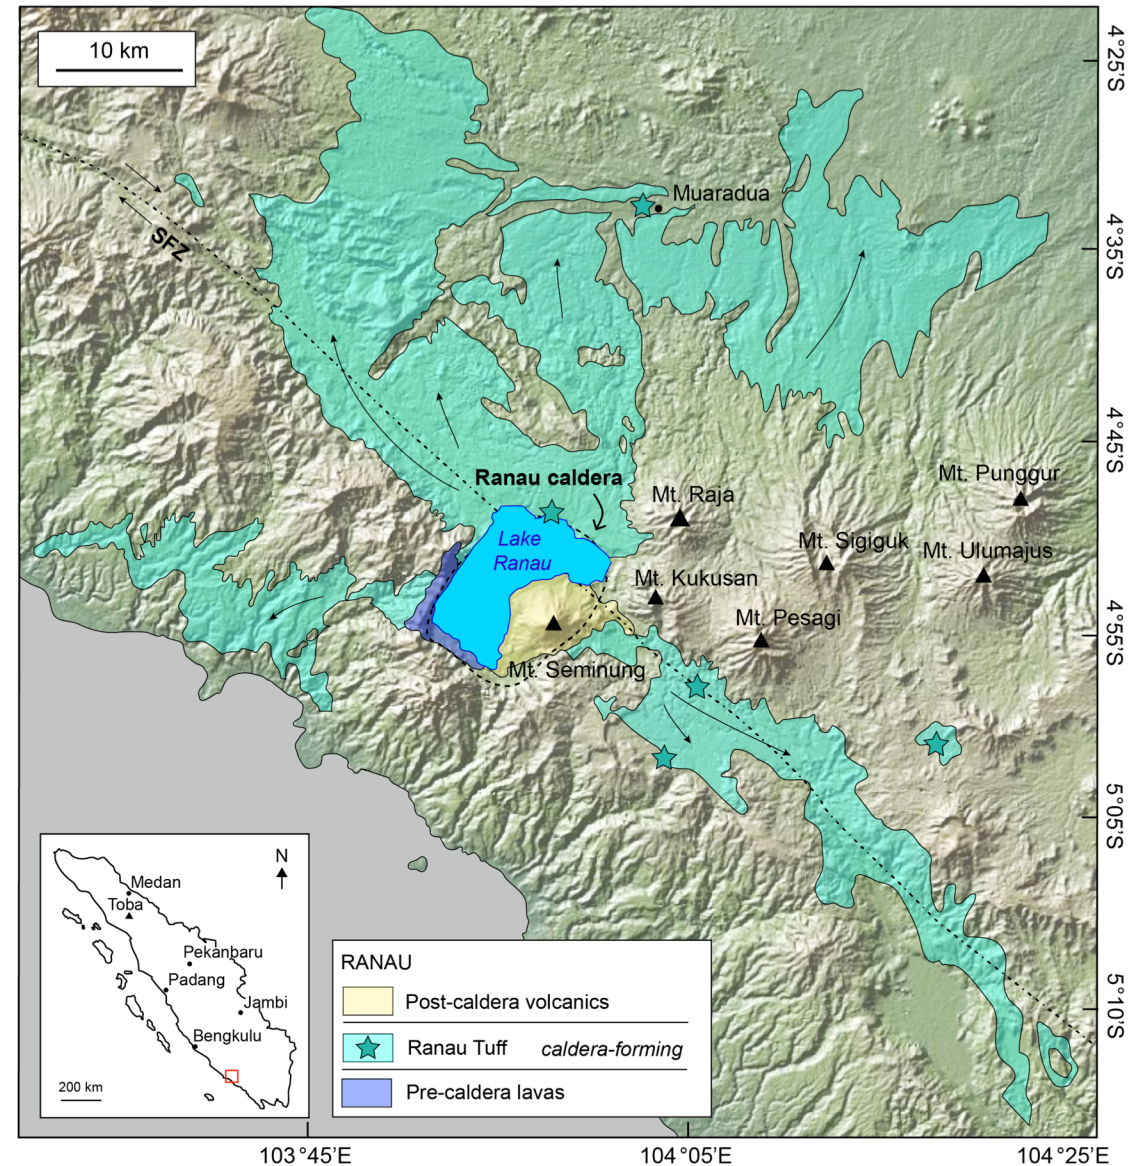 10 km
4°25'S
Muaradua
SFZ
4°35'S
4°45'S
Ranau caldera
Mt. Punggur
Mt. Raja
Lake
Ranau
Mt. Sigiguk
Mt. Ulumajus
Mt. Kukusan
Mt. Pesagi
4°55'S
Mt. Seminung
5°05'S
N
Medan
Toba
Pekanbaru
Padang
Jambi
Bengkulu
200 km
RANAU
Post-caldera volcanics
Ranau Tuff caldera-forming
Pre-caldera lavas
5°10'S
103°45'E
104°05'E
104°25'E